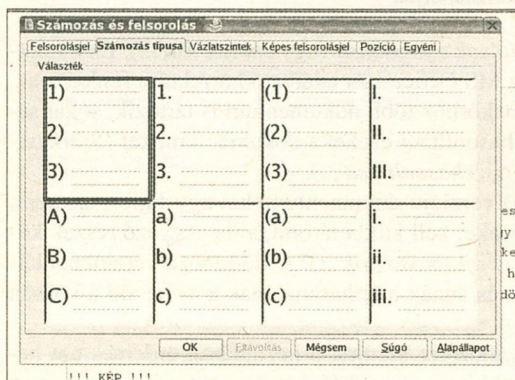 Számozás és felsorolás
Felsorolásjel Számozás típusa Vázlatszintek Képes felsorolásjel Pozíció Egyéni
Választék
1) 1. (1) I.
2) 2. (2) II.
3) 3. (3) III.
A) a) (a) i.
B) b) (b) ii.
C) c) (c) iii.
OK Eltávolítás Mégsem Súgó Alapállapot
!!! KÉP !!!